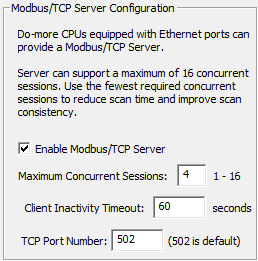 Modbus/TCP Server Configuration
Do-more CPUs equipped with Ethernet ports can
provide a Modbus/TCP Server.
Server can support a maximum of 16 concurrent
sessions. Use the fewest required concurrent
sessions to reduce scan time and improve scan
consistency.
Enable Modbus/TCP Server
Maximum Concurrent Sessions: 4 1 - 16
Client Inactivity Timeout: 60 seconds
TCP Port Number: 502 (502 is default)